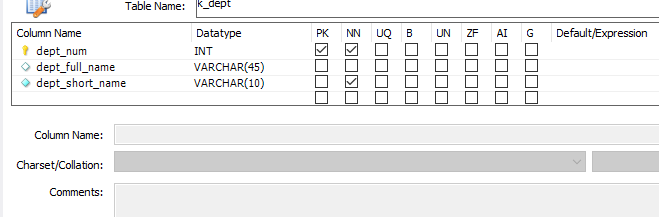 Table Name: k_dept
Column Name Datatype PK NN UQ B UN ZF AI G Default/Expression
dept_num INT
dept_full_name VARCHAR(45)
dept_short_name VARCHAR(10)
Column Name:
Charset/Collation:
Comments: